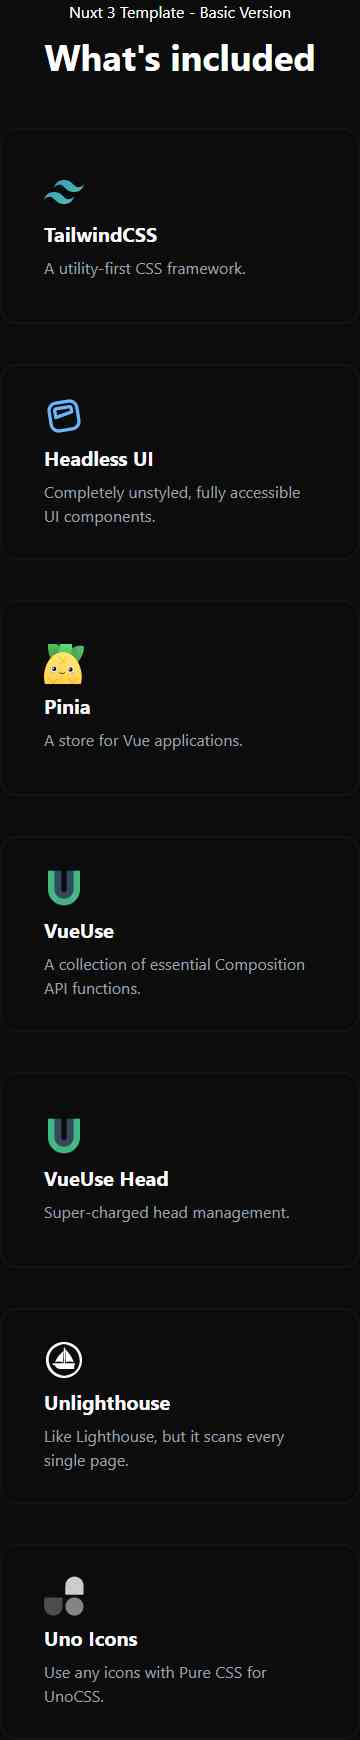 Nuxt 3 Template - Basic Version
What's included
TailwindCSS
A utility-first CSS framework.
Headless UI
Completely unstyled, fully accessible
UI components.
Pinia
A store for Vue applications.
VueUse
A collection of essential Composition
API functions.
VueUse Head
Super-charged head management.
Unlighthouse
Like Lighthouse, but it scans every
single page.
Uno Icons
Use any icons with Pure CSS for
UnoCSS.